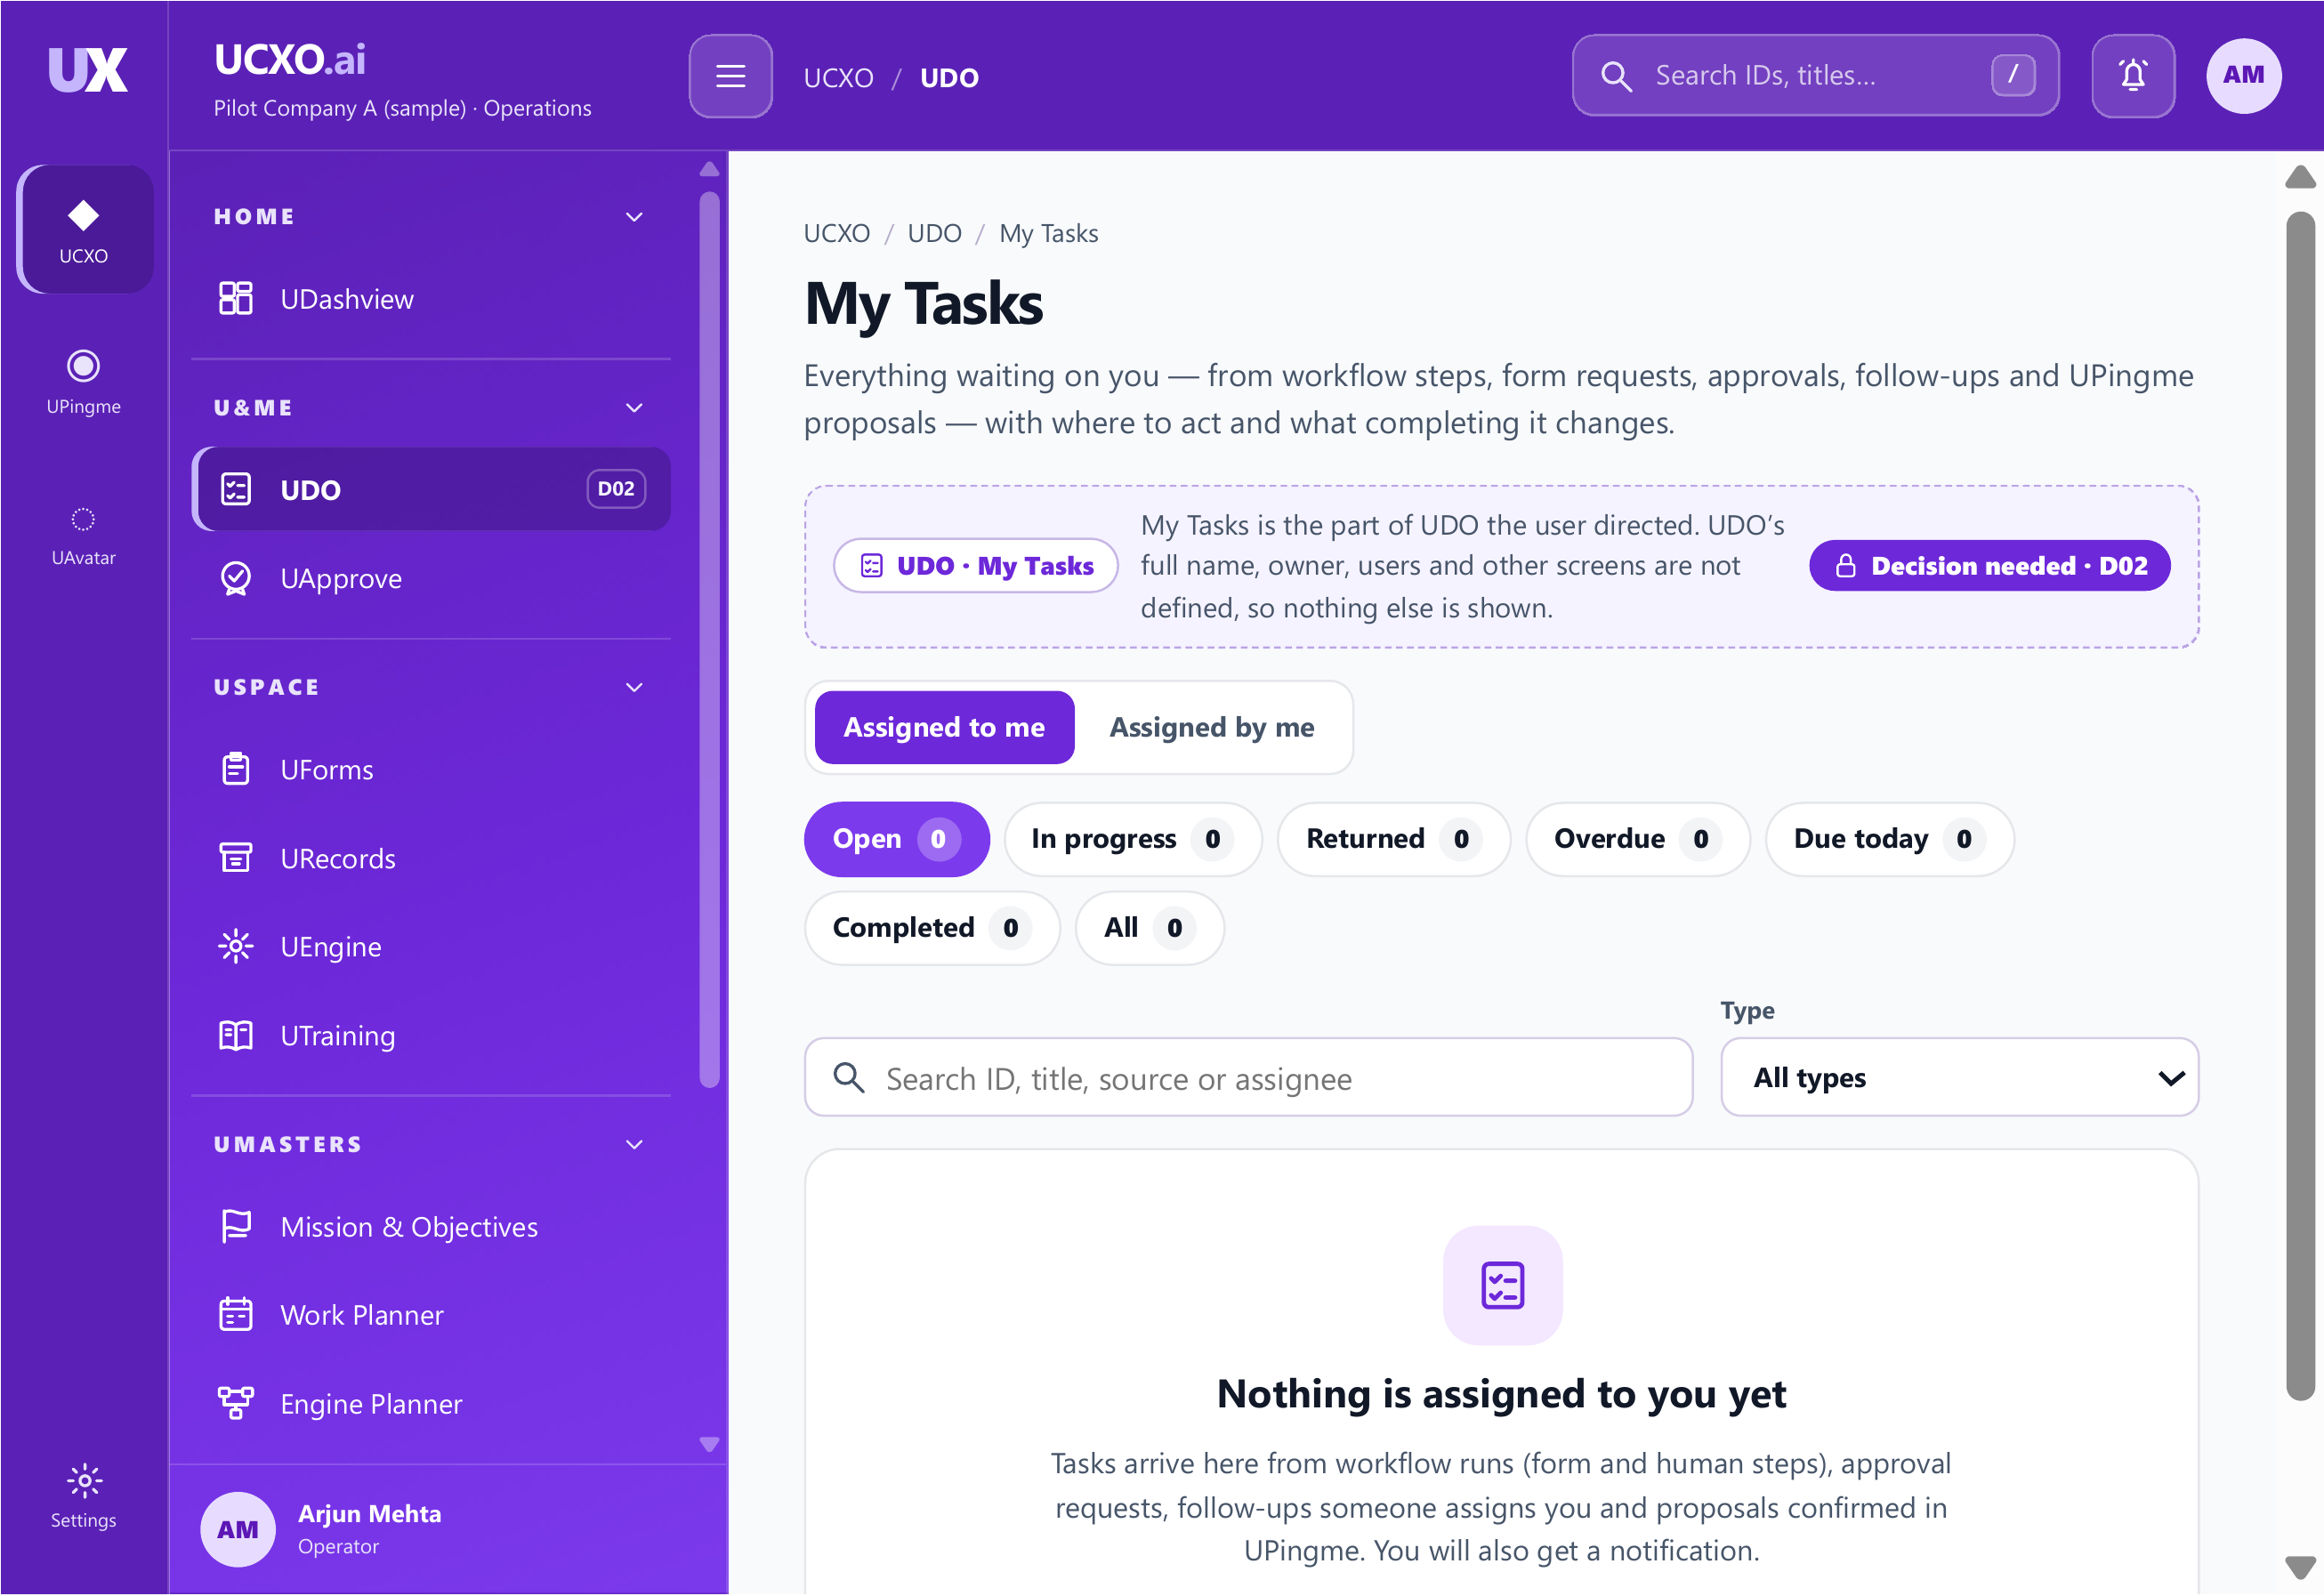 UX
UCXO.ai
Pilot Company A (sample) · Operations
UCXO / UDO
Search IDs, titles...
/
AM
UCXO
UPingme
UAvatar
Settings
HOME
UDashview
U&ME
UDO
D02
UApprove
USPACE
UForms
URecords
UEngine
UTraining
UMASTERS
Mission & Objectives
Work Planner
Engine Planner
AM
Arjun Mehta
Operator
UCXO / UDO / My Tasks
My Tasks
Everything waiting on you — from workflow steps, form requests, approvals, follow-ups and UPingme
proposals — with where to act and what completing it changes.
UDO · My Tasks
My Tasks is the part of UDO the user directed. UDO’s
full name, owner, users and other screens are not
defined, so nothing else is shown.
Decision needed · D02
Assigned to me
Assigned by me
Open 0
In progress 0
Returned 0
Overdue 0
Due today 0
Completed 0
All 0
Type
Search ID, title, source or assignee
All types
Nothing is assigned to you yet
Tasks arrive here from workflow runs (form and human steps), approval
requests, follow-ups someone assigns you and proposals confirmed in
UPingme. You will also get a notification.